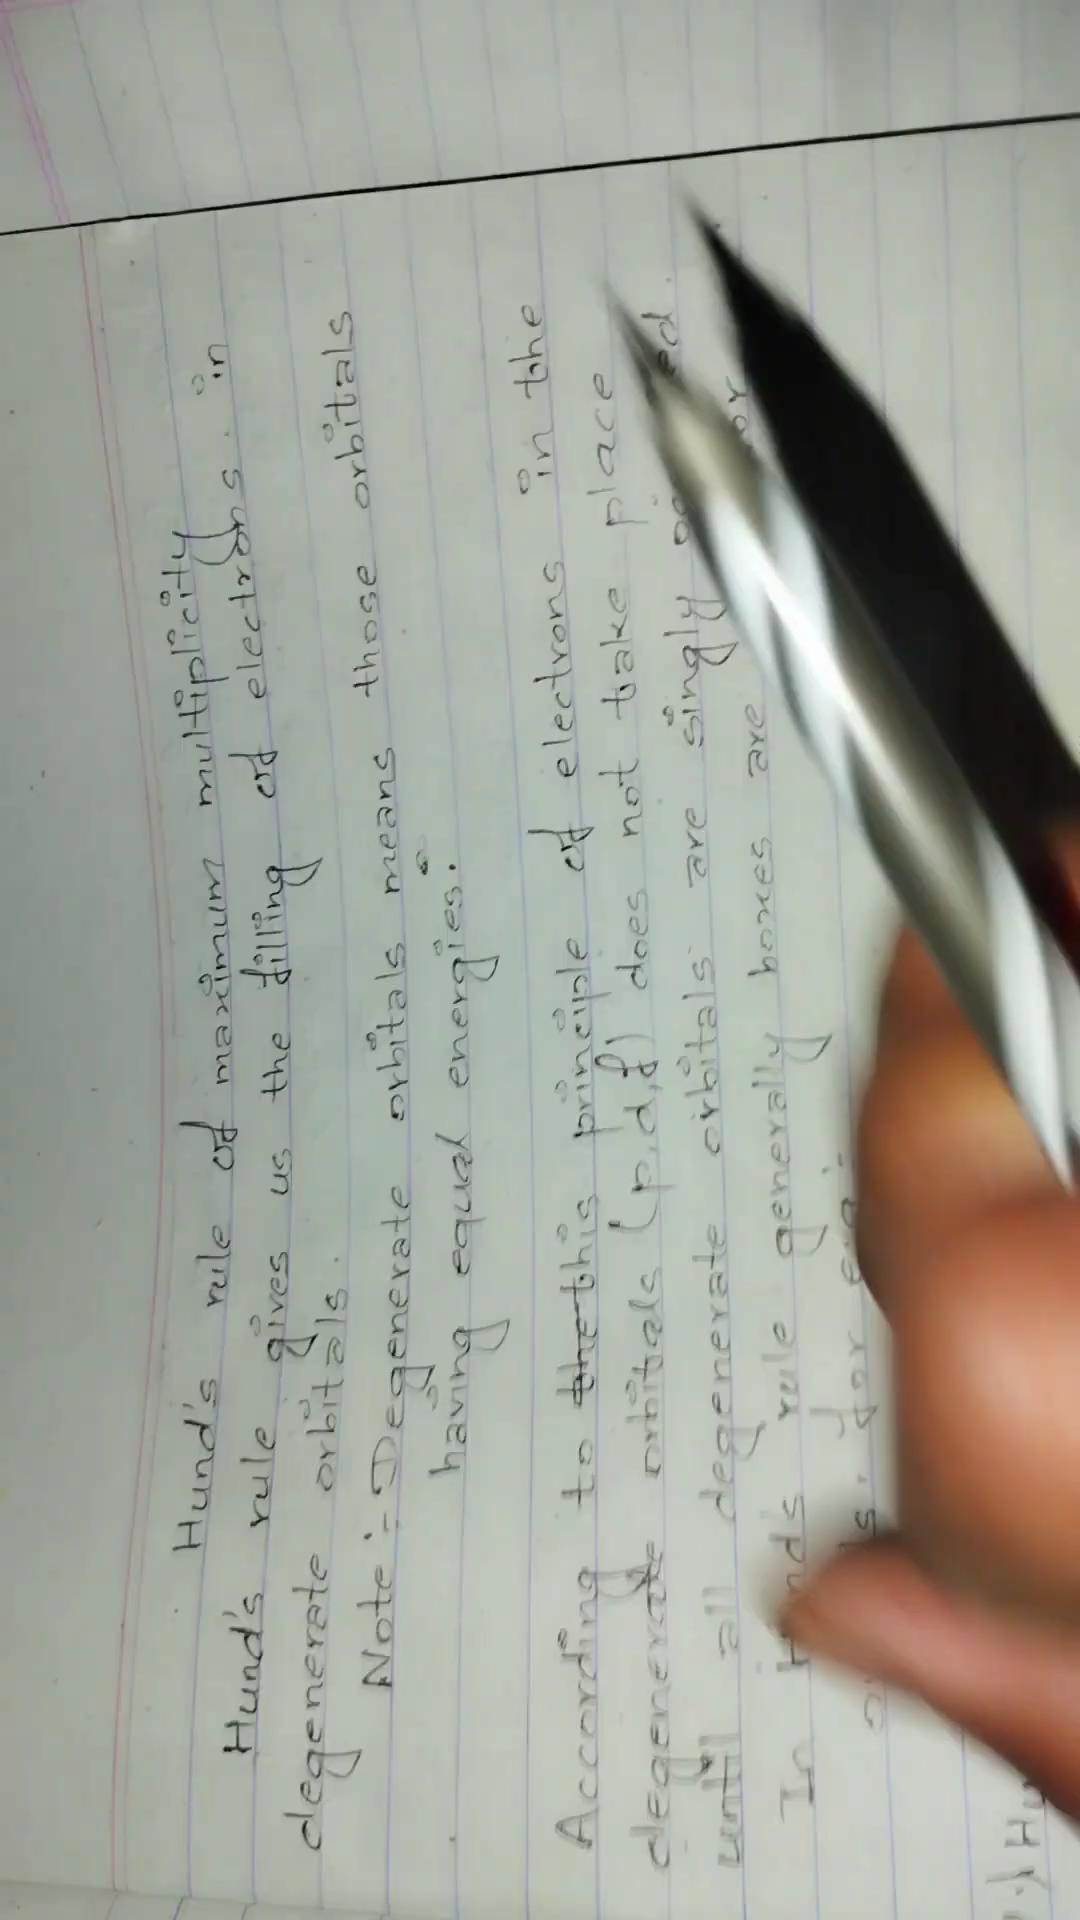 Hund's rule of maximum multiplicity
Hund's rule gives us the filling of electrons. in
degenerate orbitals.
Note :- Degenerate orbitals means those orbitals
having equal energies.
According to the this principle of electrons in the
degenerate orbitals (p,d,f) does not take place
until all degenerate orbitals are singly
In rule generally boxes are
for e.g: